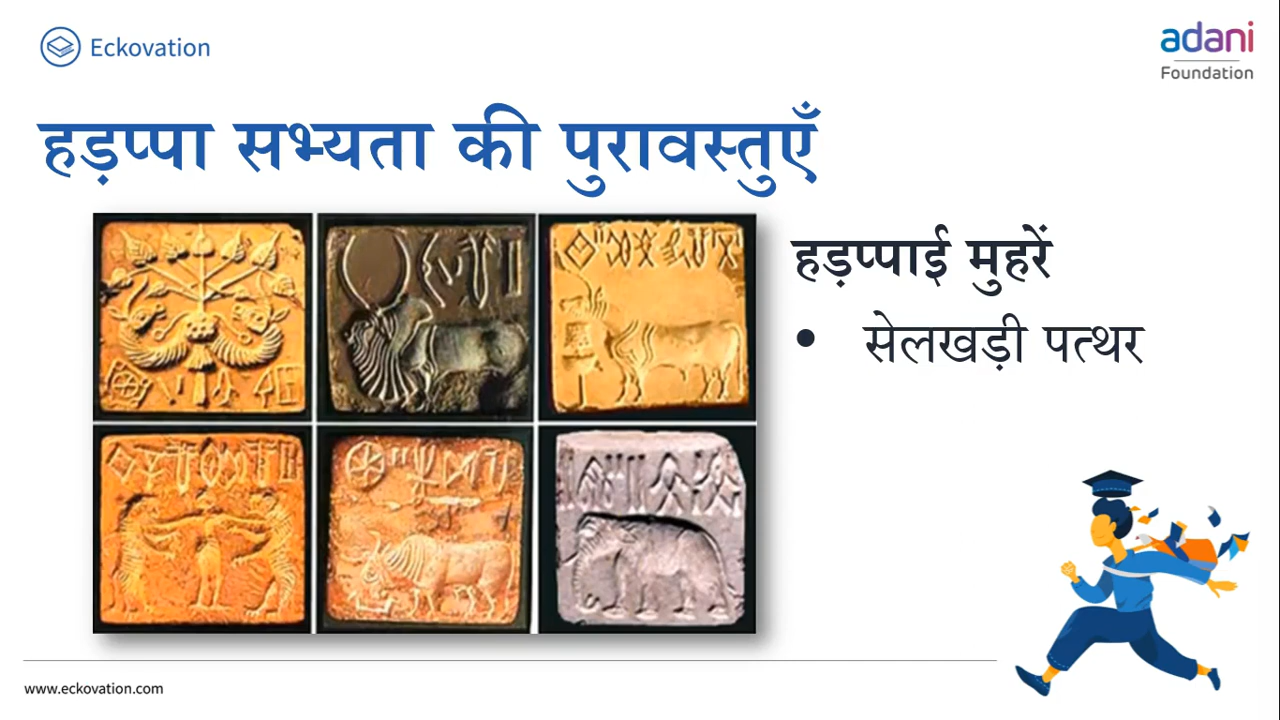 Eckovation
adani
Foundation
हड़प्पा सभ्यता की पुरावस्तुएँ
हड़प्पाई मुहरें
• सेलखड़ी पत्थर
www.eckovation.com